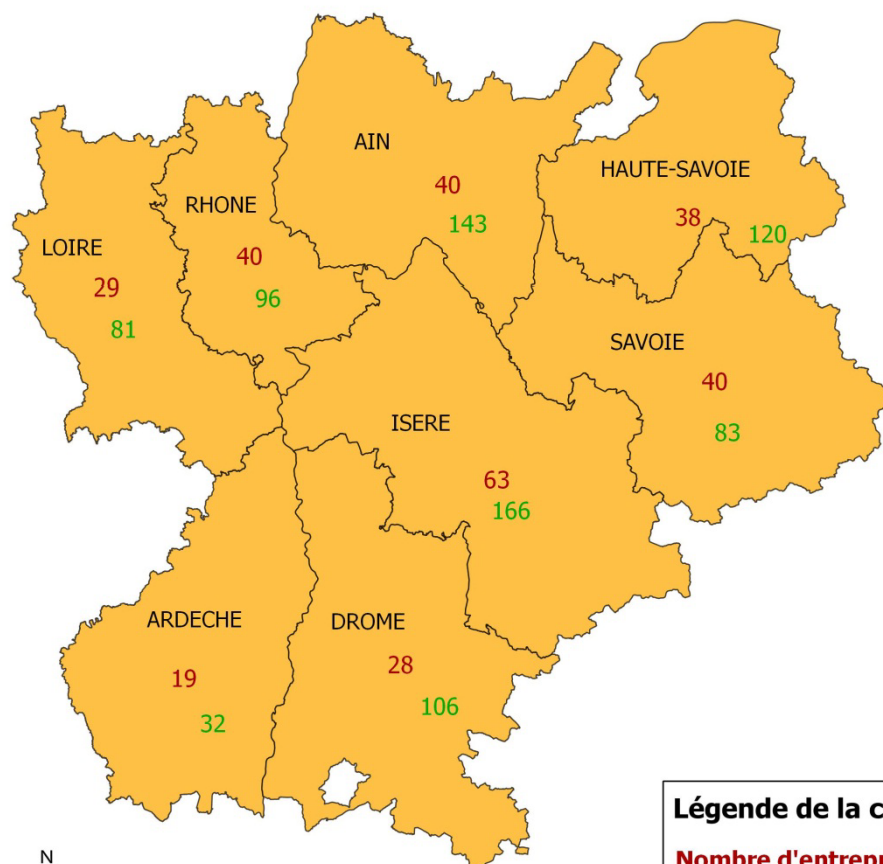 AIN
40
143
HAUTE-SAVOIE
38
120
RHONE
40
96
LOIRE
29
81
SAVOIE
40
83
ISERE
63
166
ARDECHE
19
32
DROME
28
106
Légende de la
Nombre
N